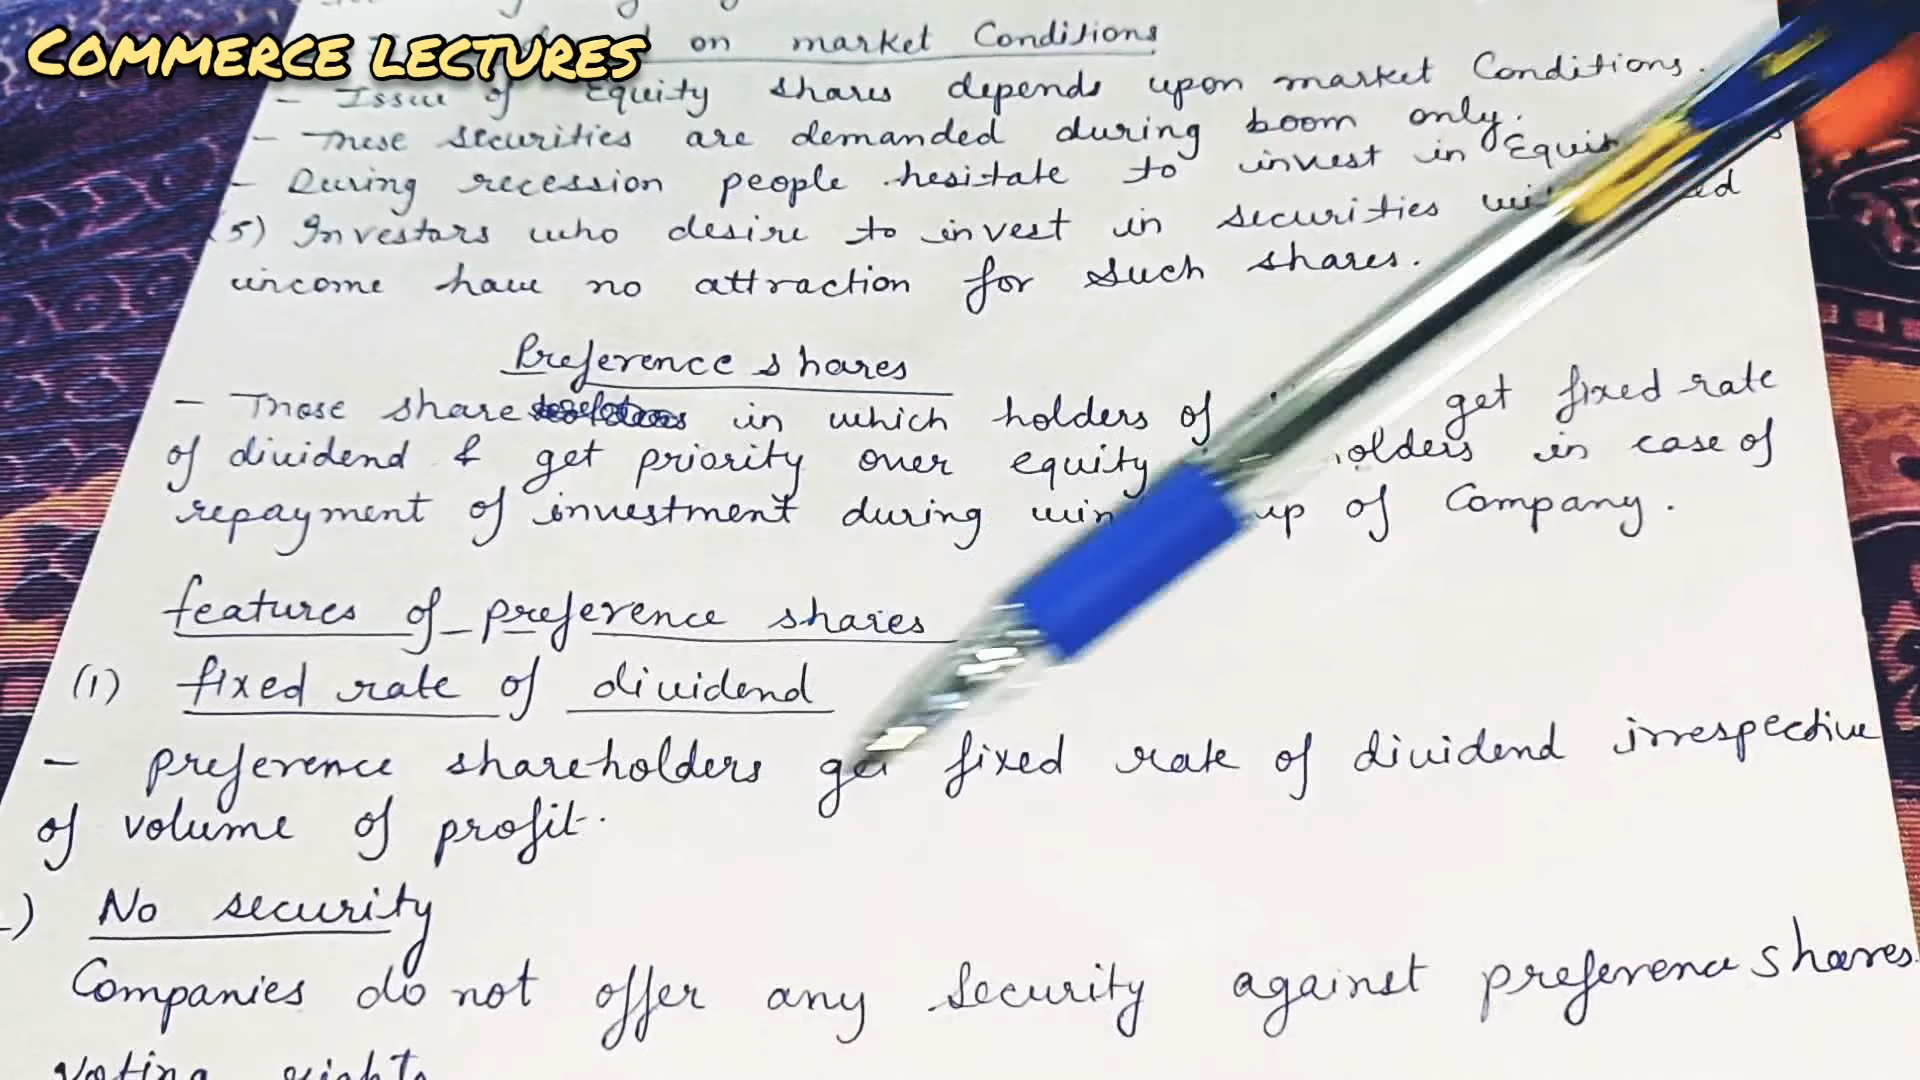 COMMERCE LECTURES
on market Conditions
- Issue of Equity shares depends upon market Conditions.
- These securities are demanded during boom only.
- During recession people hesitate to invest in
(5) Investors who desire to invest in securities
income have no attraction for such shares.
Preference shares
- Those share in which holders of get fixed rate
of dividend & get priority over equity in case of
repayment of investment during up of Company.
features of preference shares
(1) fixed rate of dividend
- preference shareholders get fixed rate of dividend irrespective
of volume of profit.
No security
Companies do not offer any security against preference shares.
voting rights